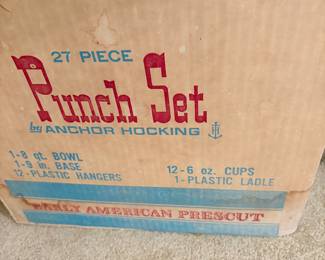 27 PIECE
Punch Set
by ANCHOR HOCKING
1-8 qt. BOWL
1-9 in. BASE
12-PLASTIC HANGERS
12-6 oz. CUPS
1-PLASTIC LADLE
EARLY AMERICAN PRESCUT